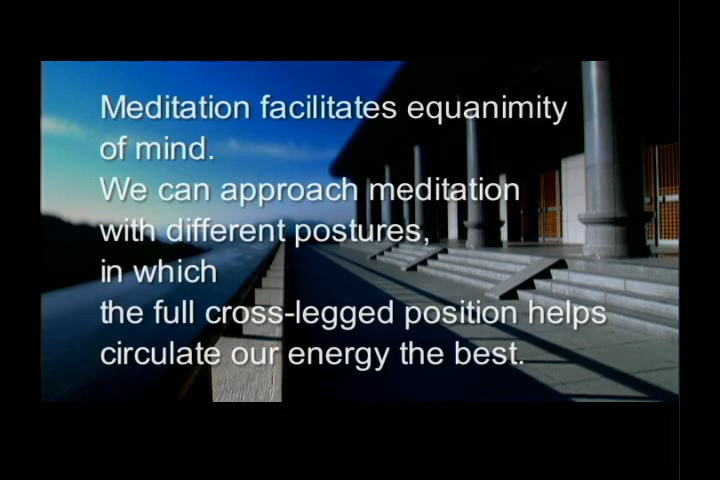 Meditation facilitates equanimity
of mind.
We can approach meditation
with different postures,
in which
the full cross-legged position helps
circulate our energy the best.